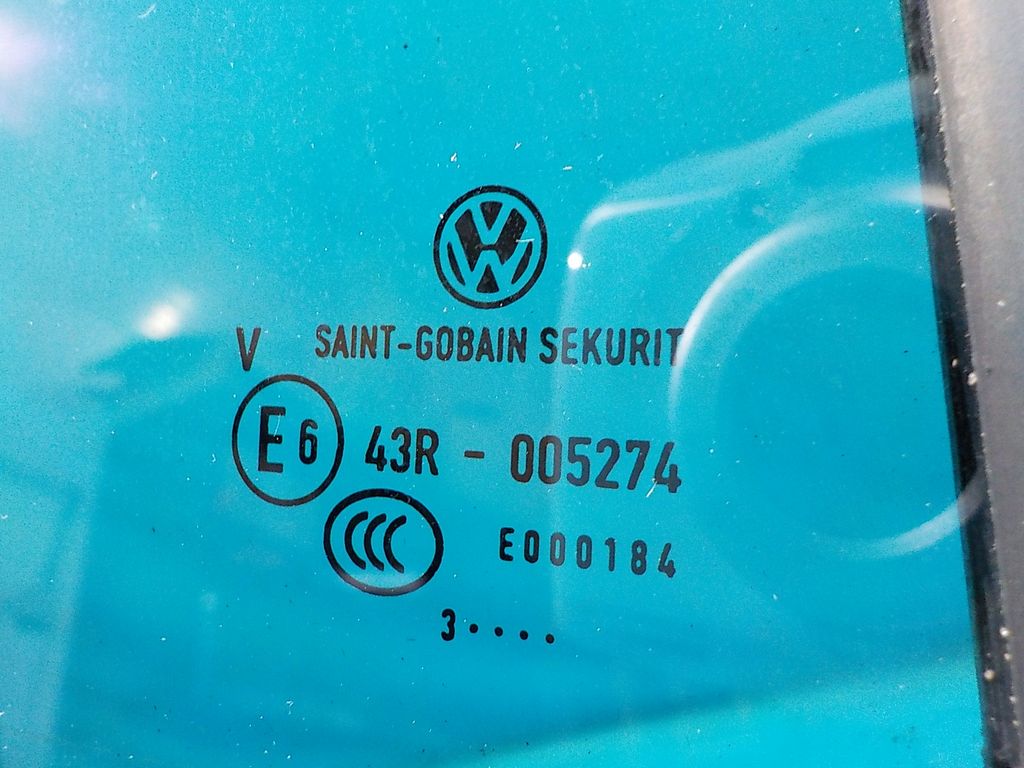 VW
V SAINT-GOBAIN SEKURIT
E6 43R - 005274
CCC E000184
3....